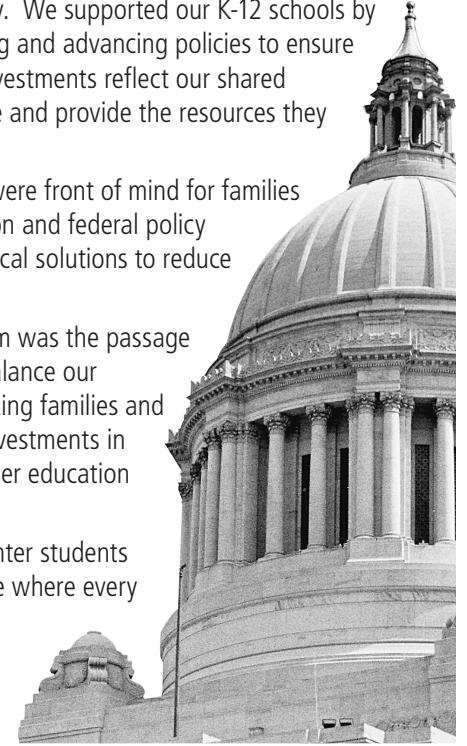 y. We supported our K-12 schools by
g and advancing policies to ensure
vestments reflect our shared
e and provide the resources they
were front of mind for families
on and federal policy
ical solutions to reduce
m was the passage
alance our
ing families and
vestments in
er education
nter students
e where every